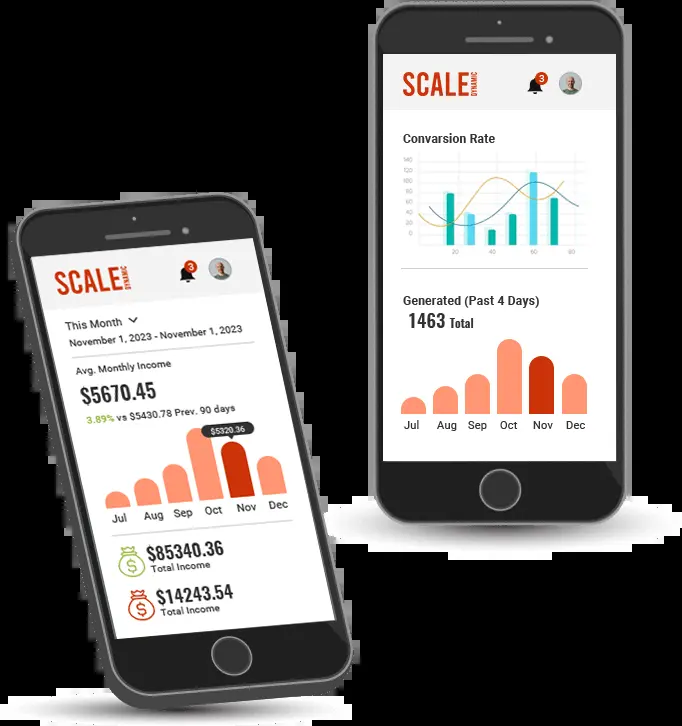 SCALE
DYNAMIC
3
This Month
November 1, 2023 - November 1, 2023
Avg. Monthly Income
$5670.45
3.89% vs $5430.78 Prev. 90 days
$5320.36
Jul Aug Sep Oct Nov Dec
$85340.36
Total Income
$14243.54
Total Income
SCALE
DYNAMIC
3
Convarsion Rate
140
120
100
80
60
40
20
0
20 40 60 80
Generated (Past 4 Days)
1463 Total
Jul Aug Sep Oct Nov Dec